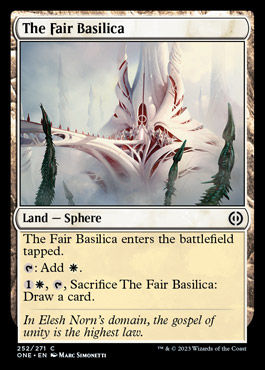 The Fair Basilica
Land — Sphere
The Fair Basilica enters the battlefield
tapped.
: Add
1 , , Sacrifice The Fair Basilica:
Draw a card.
In Elesh Norn's domain, the gospel of
unity is the highest law.
252/271 C
ONE • EN MARC SIMONETTI
™ & © 2023 Wizards of the Coast